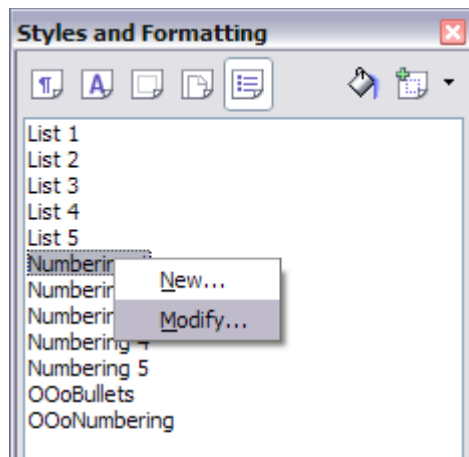 Styles and Formatting
List 1
List 2
List 3
List 4
List 5
New...
Modify...
Numbering 4
Numbering 5
OOoBullets
OOoNumbering